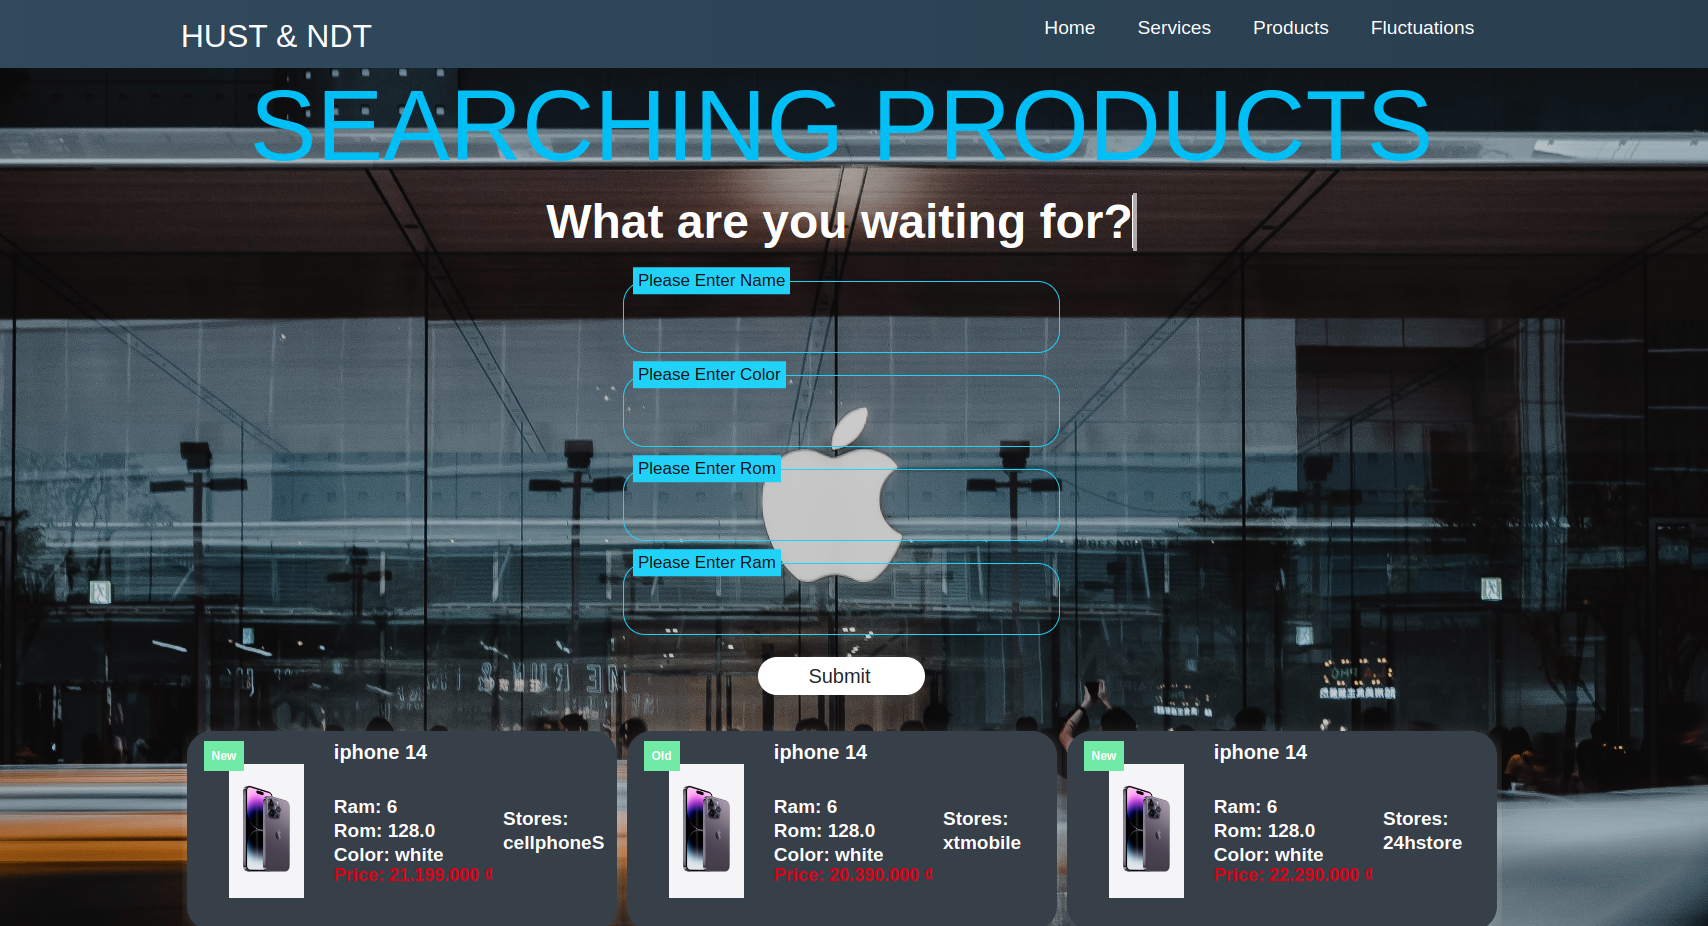 HUST & NDT
Home Services Products Fluctuations
SEARCHING PRODUCTS
What are you waiting for?
Please Enter Name
Please Enter Color
Please Enter Rom
Please Enter Ram
Submit
New
iphone 14
Ram: 6
Rom: 128.0
Color: white
Price: 21.199.000 ₫
Stores:
cellphoneS
Old
iphone 14
Ram: 6
Rom: 128.0
Color: white
Price: 20.390.000 ₫
Stores:
xtmobile
New
iphone 14
Ram: 6
Rom: 128.0
Color: white
Price: 22.290.000 ₫
Stores:
24hstore